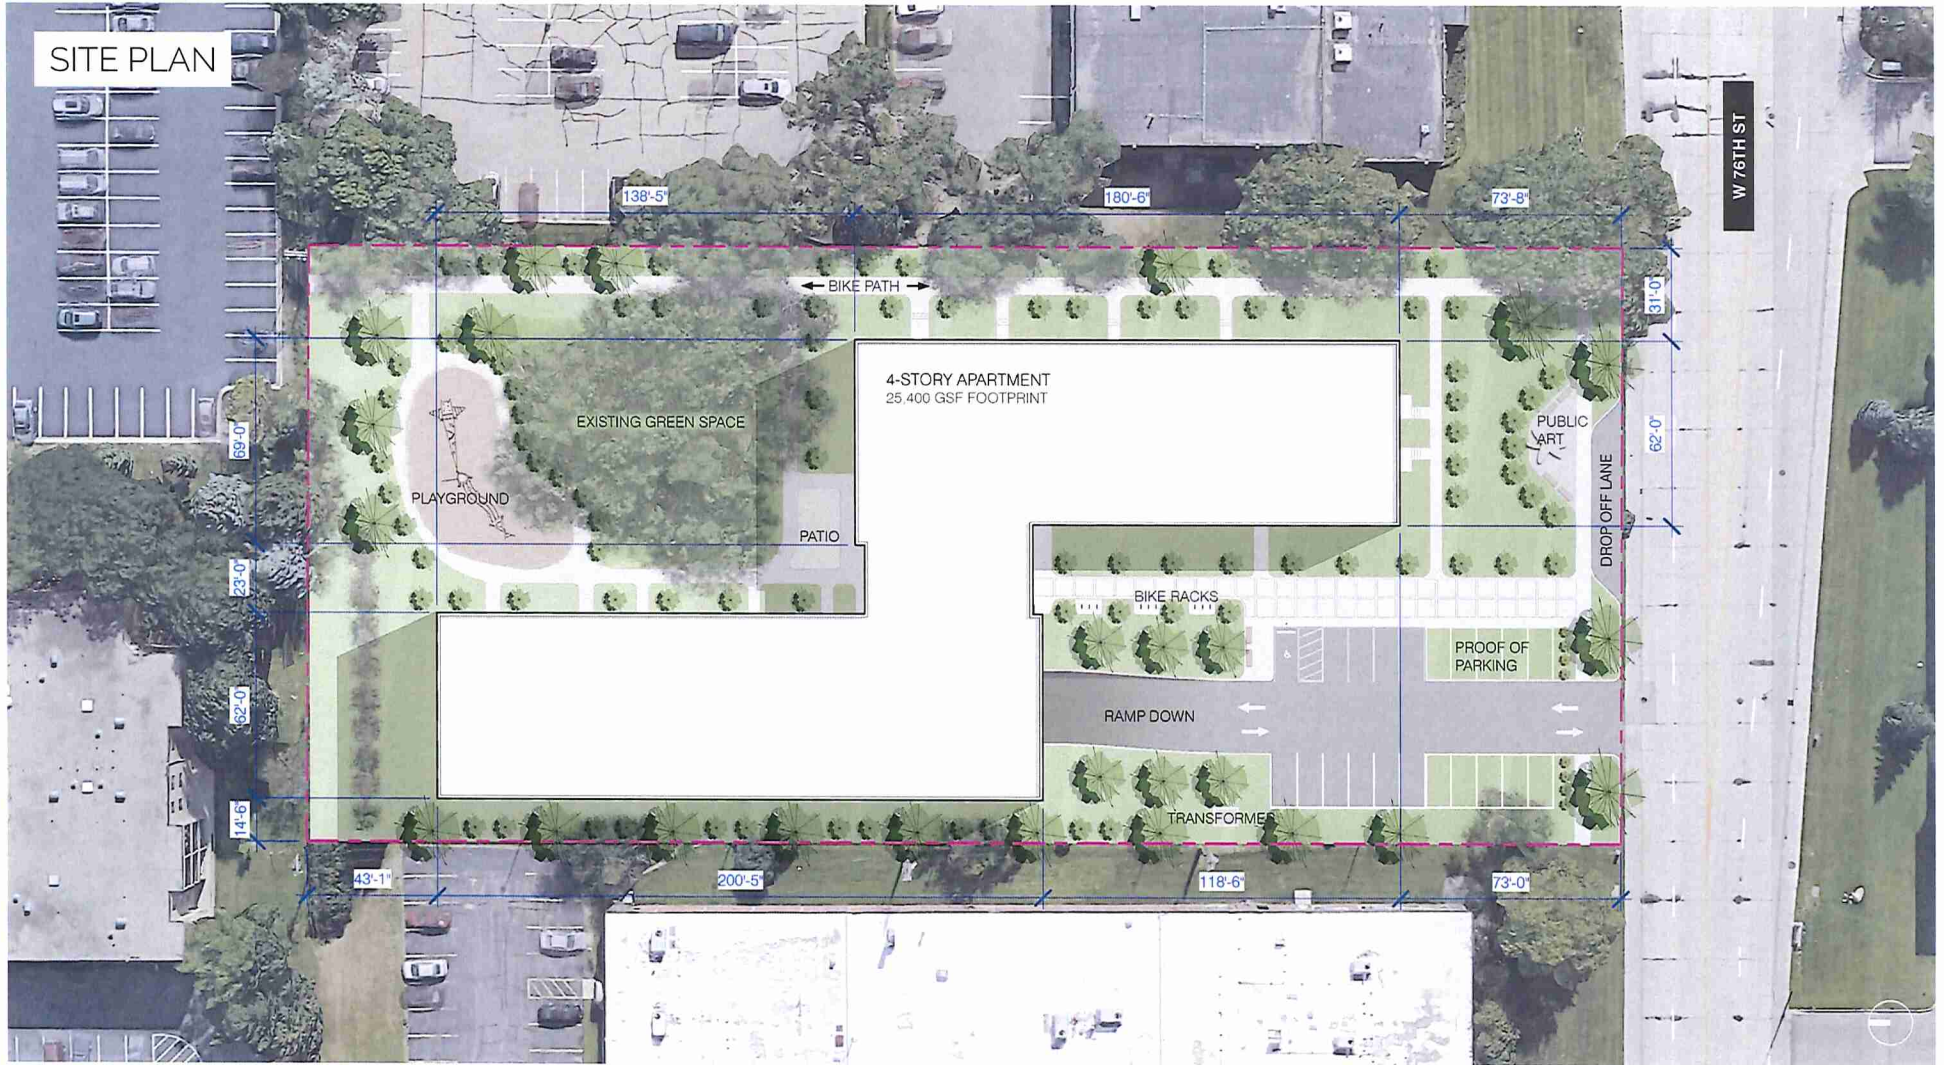 SITE PLAN
W 76TH ST
138'-5"
180'-6"
73'-8"
BIKE PATH
31'-0"
4-STORY APARTMENT
25,400 GSF FOOTPRINT
EXISTING GREEN SPACE
PUBLIC
ART
69'-0"
62'-0"
PLAYGROUND
DROP OFF LANE
PATIO
23'-0"
BIKE RACKS
PROOF OF
PARKING
62'-0"
RAMP DOWN
14'-6"
TRANSFORMER
43'-1"
200'-5"
118'-6"
73'-0"